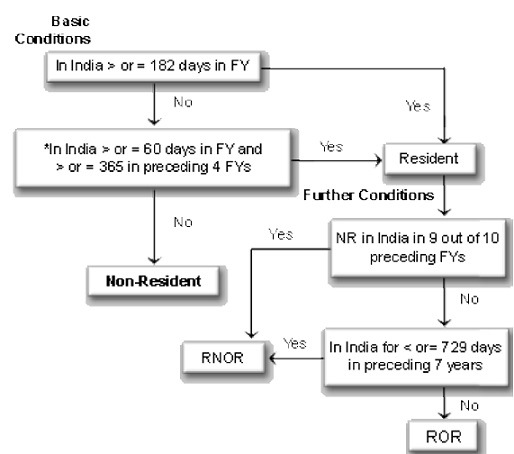 Basic
Conditions
In India > or = 182 days in FY
No
Yes
*In India > or = 60 days in FY and
> or = 365 in preceding 4 FYs
Yes
Resident
Further Conditions
No
Yes
NR in India in 9 out of 10
preceding FYs
Non-Resident
No
RNOR
Yes
In India for < or= 729 days
in preceding 7 years
No
ROR